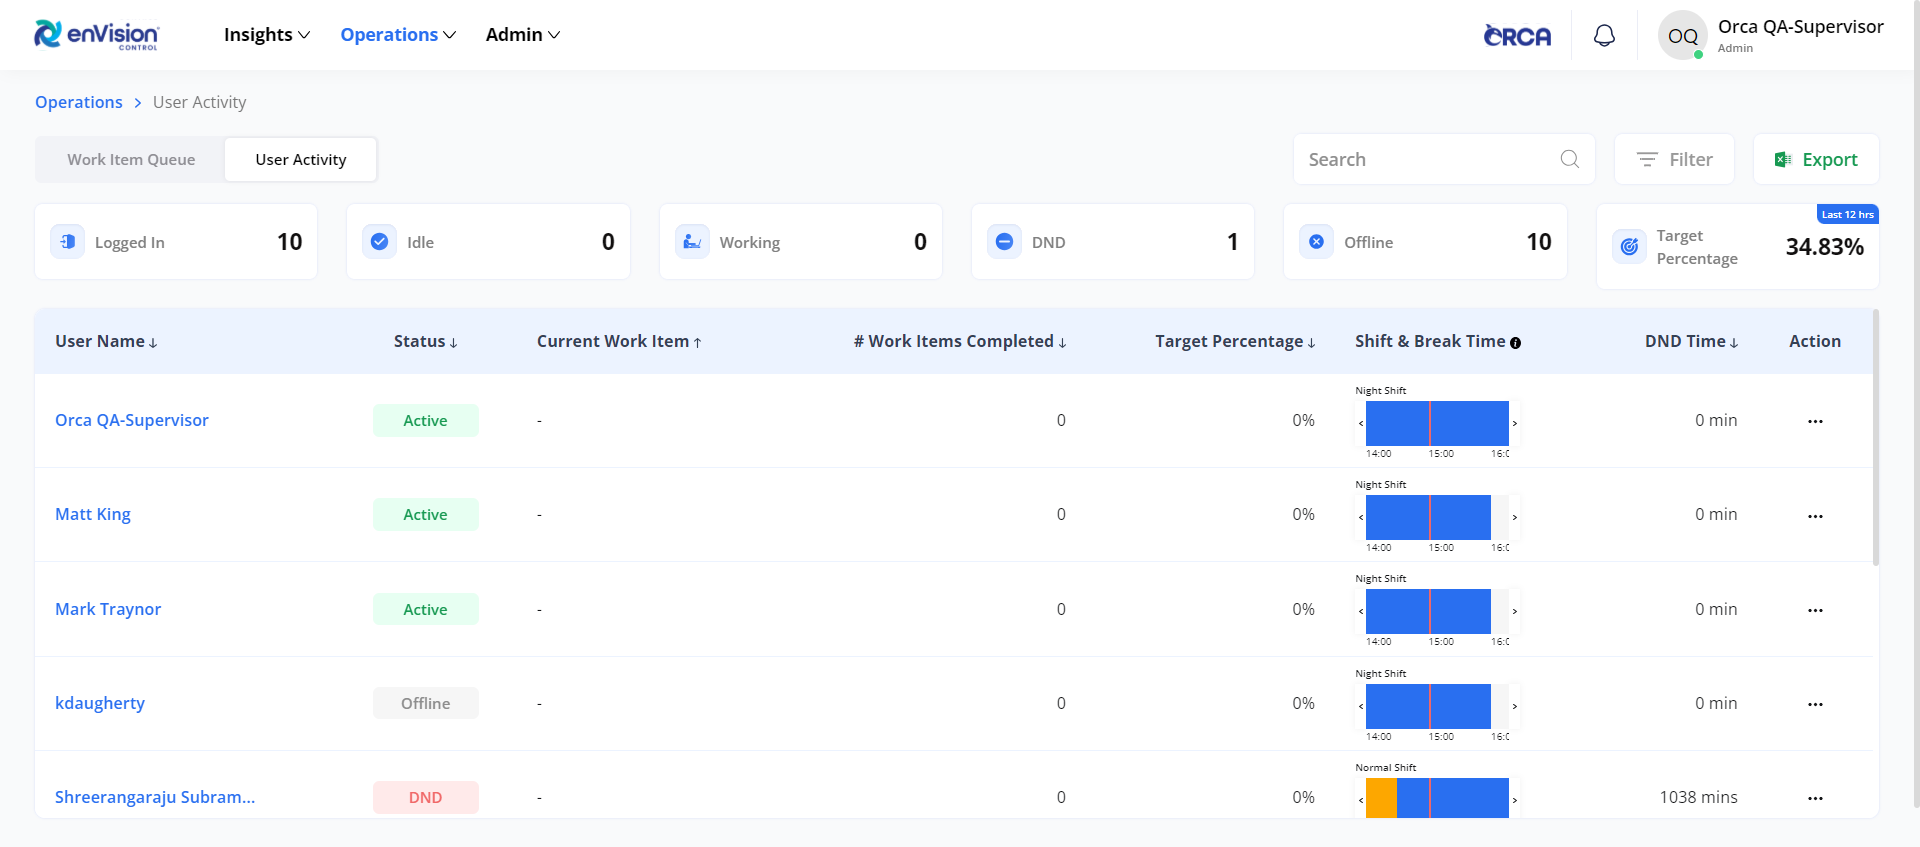 enVision
CONTROL
Insights
Operations
Admin
ORCA
OQ
Orca QA-Supervisor
Admin
Operations > User Activity
Work Item Queue
User Activity
Search
Filter
Export
Logged In 10
Idle 0
Working 0
DND 1
Offline 10
Last 12 hrs
Target Percentage 34.83%
User Name↓ Status↓ Current Work Item↑ # Work Items Completed↓ Target Percentage↓ Shift & Break Time i DND Time↓ Action
Night Shift
Orca QA-Supervisor Active - 0 0% < > 0 min ...
14:00 15:00 16:0
Night Shift
Matt King Active - 0 0% < > 0 min ...
14:00 15:00 16:0
Night Shift
Mark Traynor Active - 0 0% < > 0 min ...
14:00 15:00 16:0
Night Shift
kdaugherty Offline - 0 0% < > 0 min ...
14:00 15:00 16:0
Normal Shift
Shreerangaraju Subram... DND - 0 0% < > 1038 mins ...